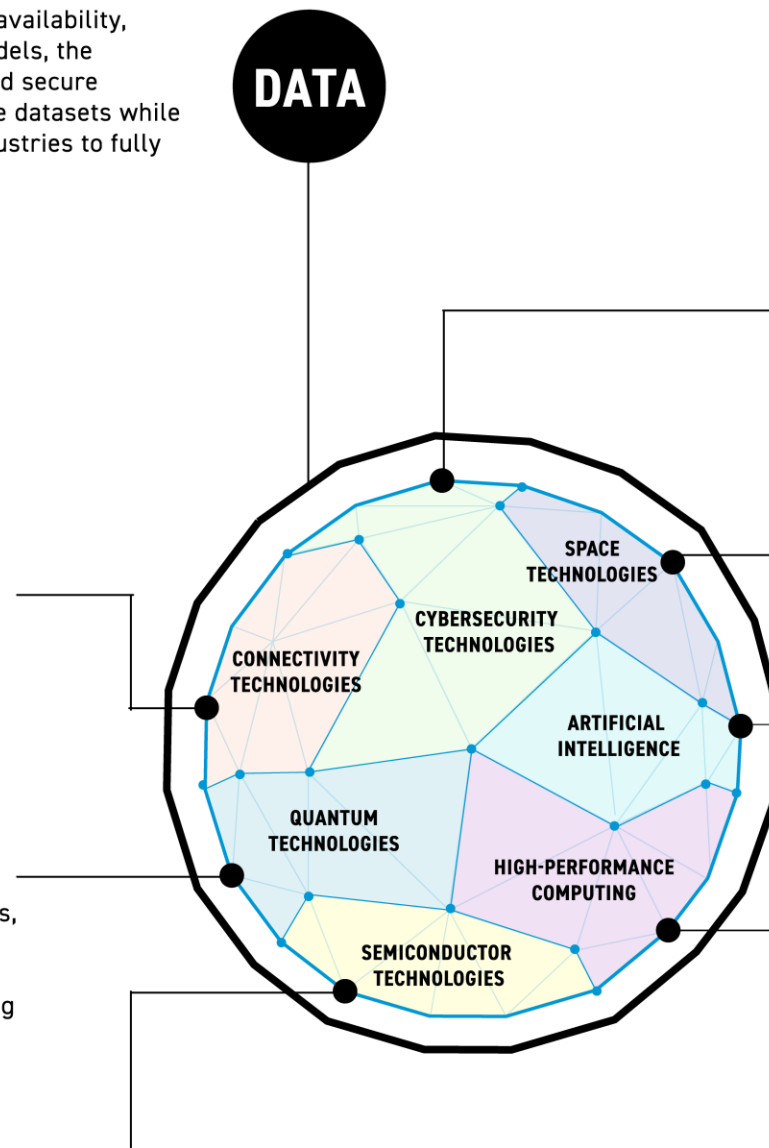 availability,
dels, the
d secure
e datasets while
ustries to fully
DATA
SPACE
TECHNOLOGIES
CYBERSECURITY
TECHNOLOGIES
CONNECTIVITY
TECHNOLOGIES
ARTIFICIAL
INTELLIGENCE
QUANTUM
TECHNOLOGIES
HIGH-PERFORMANCE
COMPUTING
s,
SEMICONDUCTOR
TECHNOLOGIES
g